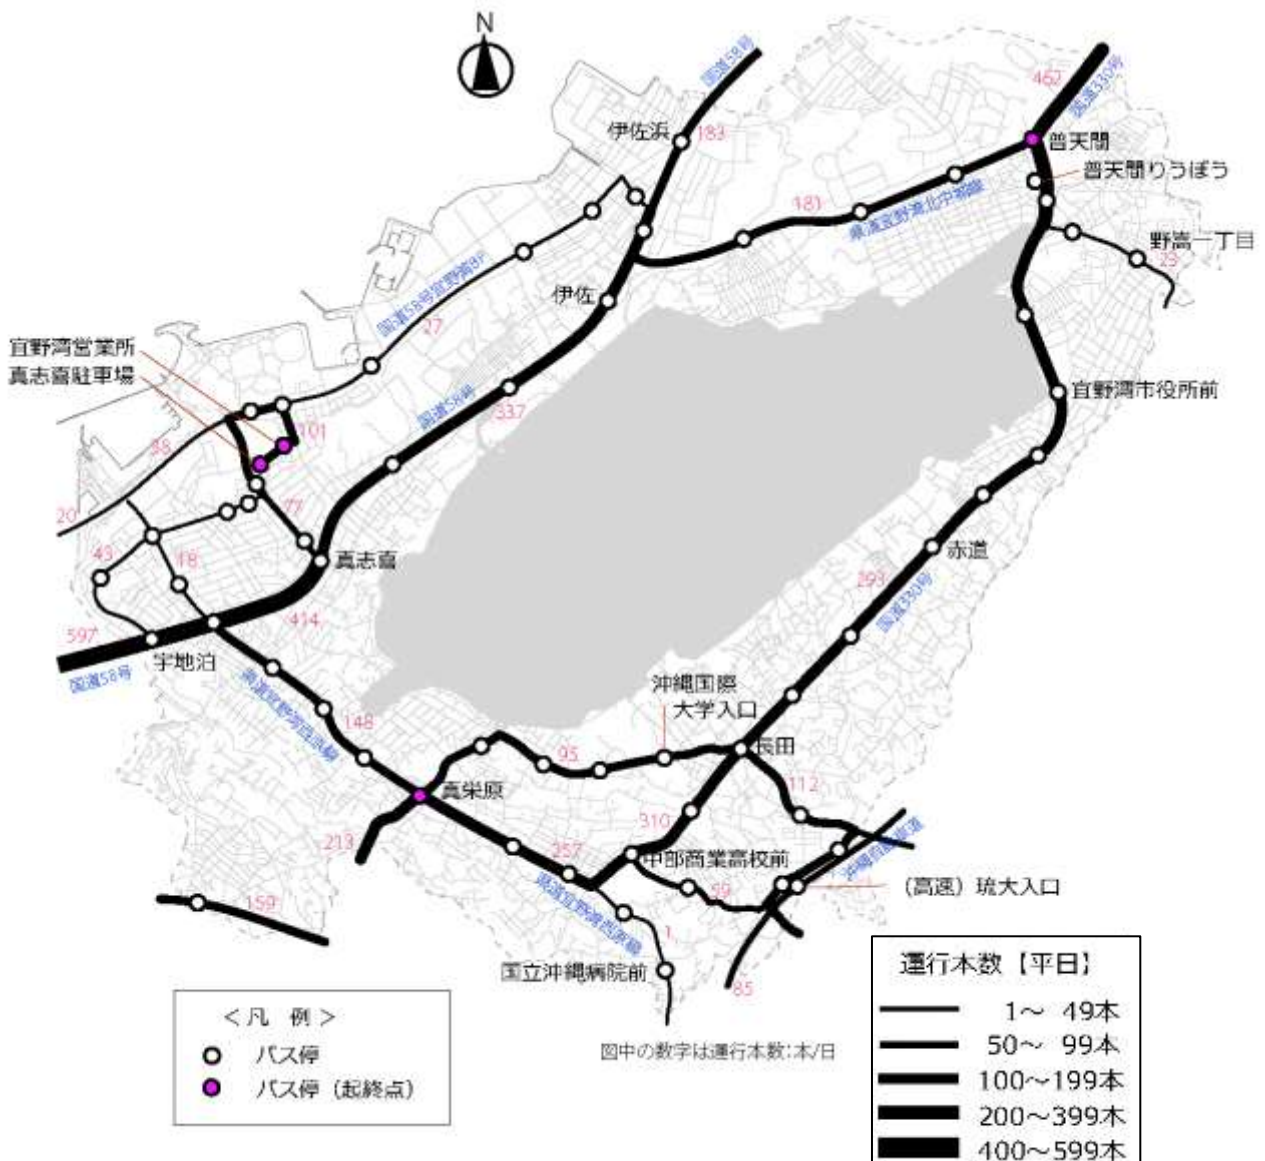 N
国道58号
462
国道330号
伊佐浜
183
普天間
普天間りうぼう
181
県道宜野湾北中城線
野嵩一丁目
23
国道58号宜野湾BP
27
伊佐
宜野湾営業所
真志喜駐車場
国道58号
337
宜野湾市役所前
101
38
20
77
43
18
真志喜
赤道
293
国道330号
414
597
宇地泊
国道58号
沖縄国際
大学入口
148
95
長田
真栄原
112
213
310
257
中部商業高校前
59
(高速)琉大入口
沖縄自動車道
県道宜野湾西原線
159
1
国立沖縄病院前
85
<凡 例>
バス停
バス停(起終点)
図中の数字は運行本数:本/日
運行本数【平日】
1~ 49本
50~ 99本
100~199本
200~399本
400~599本